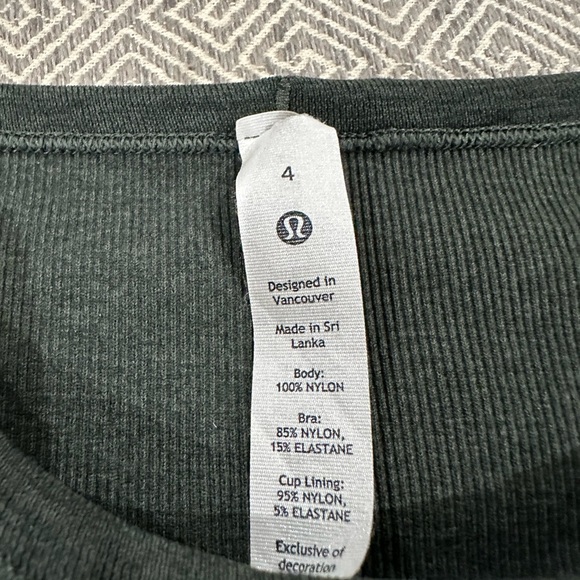 4
Designed in
Vancouver
Made in Sri
Lanka
Body:
100% NYLON
Bra:
85% NYLON,
15% ELASTANE
Cup Lining:
95% NYLON,
5% ELASTANE
Exclusive of
decoration